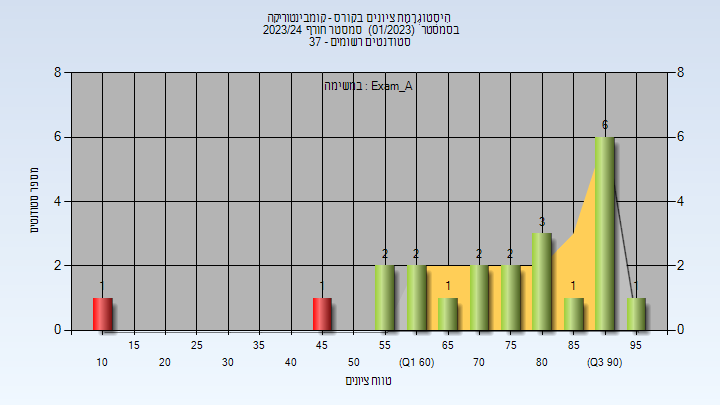 היסטוגרמת ציונים בקורס - קומבינטוריקה
בסמסטר (01/2023) סמסטר חורף 2023/24
סטודנטים רשומים - 37
במשימה : Exam_A
מספר סטודנטים
8 8
6 6
4 4
2 2
0 0
1 1 2 2 1 2 2 3 1 6 1
15 25 35 45 55 65 75 85 95
10 20 30 40 50 (Q1 60) 70 80 (Q3 90)
טווח ציונים